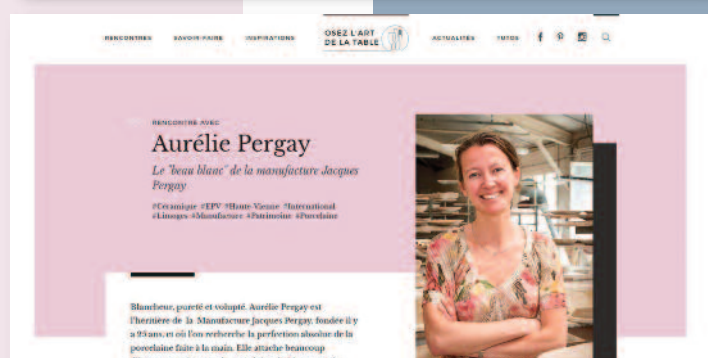 RENCONTRES SAVOIR-FAIRE INSPIRATIONS OSEZ L'ART DE LA TABLE ACTUALITÉS TUTOS
RENCONTRE AVEC
Aurélie Pergay
Le "beau blanc" de la manufacture Jacques
Pergay
#Céramique #EPV #Haute-Vienne #International
#Limoges #Manufacture #Patrimoine #Porcelaine
Blancheur, pureté et volupté. Aurélie Pergay est
l'héritière de la Manufacture Jacques Pergay, fondée il y
a 25 ans, et où l'on recherche la perfection absolue de la
porcelaine faite à la main. Elle attache beaucoup